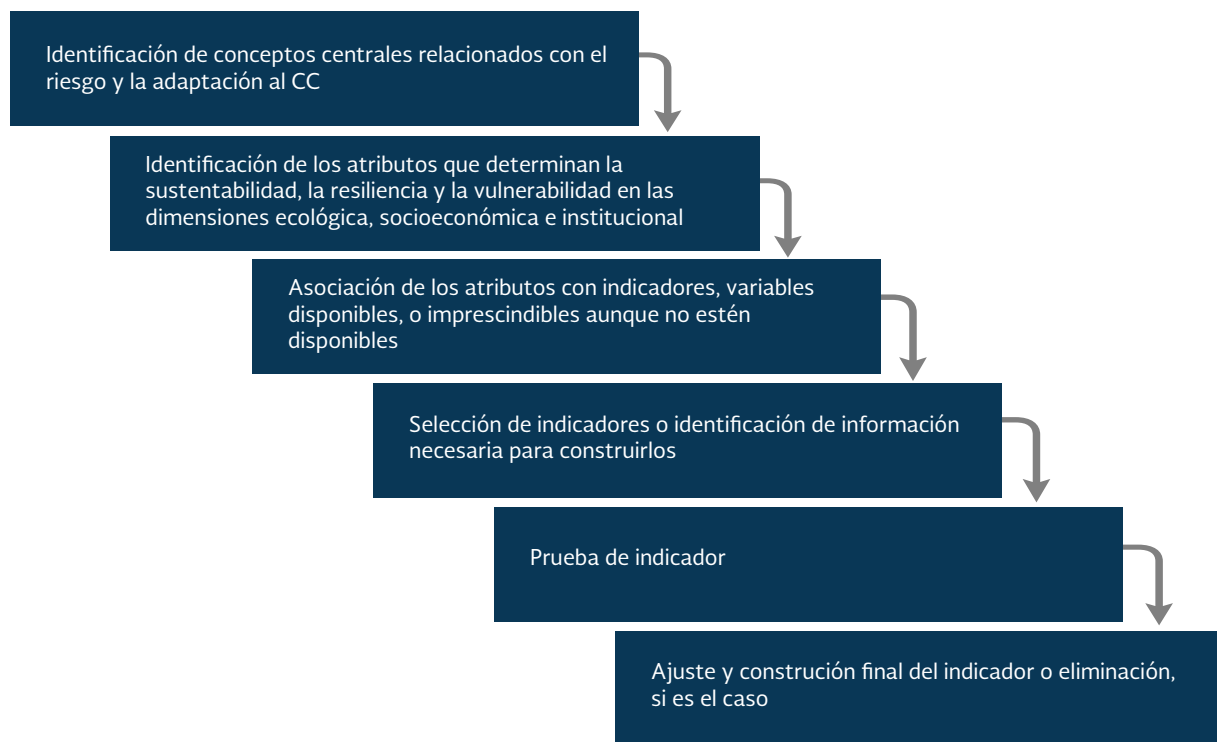 Identificación de conceptos centrales relacionados con el
riesgo y la adaptación al CC
Identificación de los atributos que determinan la
sustentabilidad, la resiliencia y la vulnerabilidad en las
dimensiones ecológica, socioeconómica e institucional
Asociación de los atributos con indicadores, variables
disponibles, o imprescindibles aunque no estén
disponibles
Selección de indicadores o identificación de información
necesaria para construirlos
Prueba de indicador
Ajuste y construción final del indicador o eliminación,
si es el caso